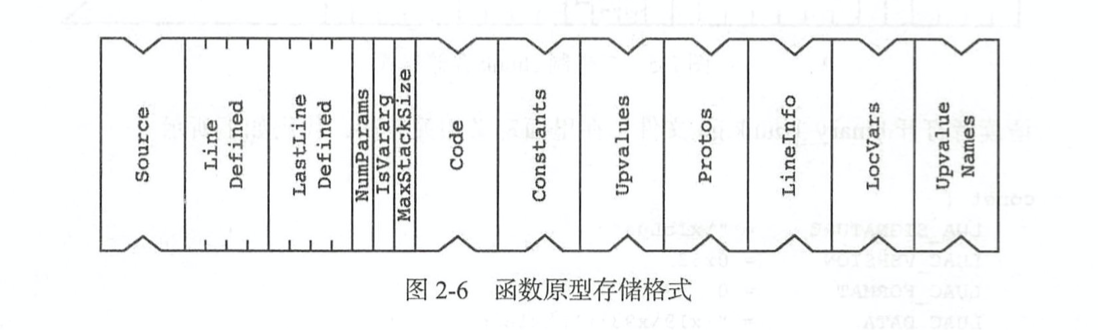 Source
Line
Defined
LastLine
Defined
NumParams
IsVararg
MaxStackSize
Code
Constants
Upvalues
Protos
LineInfo
LocVars
Upvalue
Names
图 2-6 函数原型存储格式